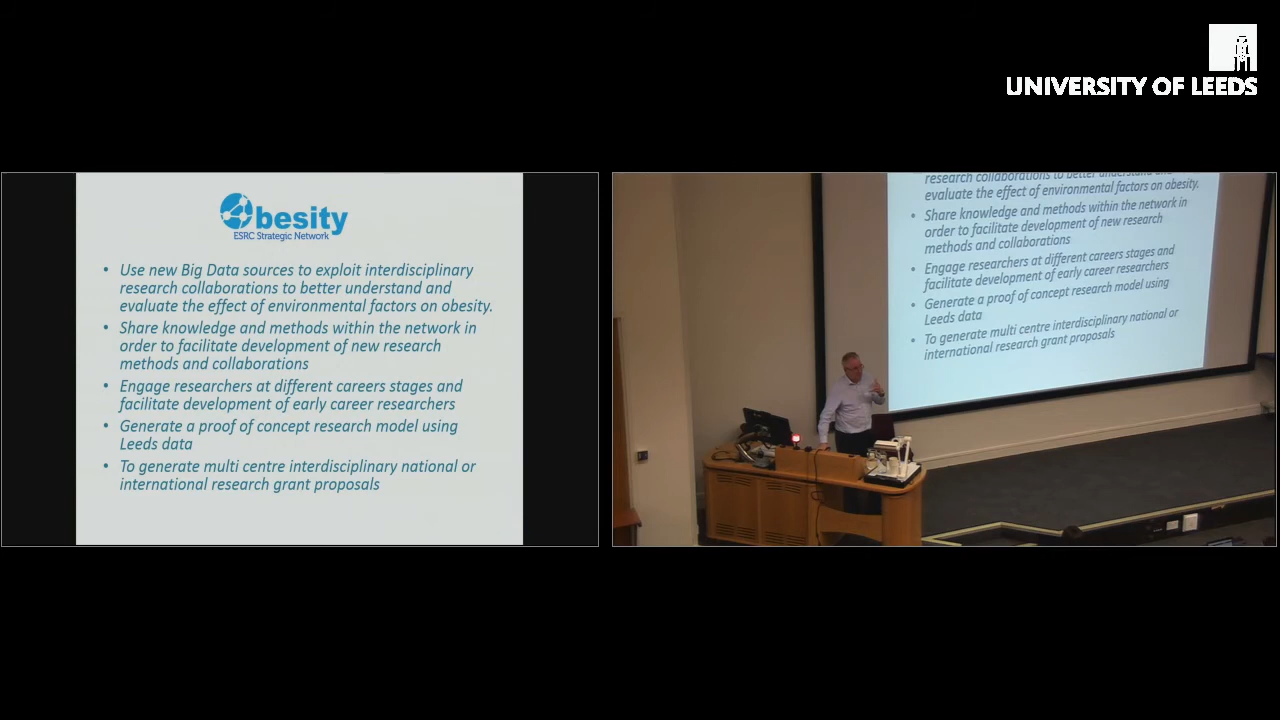 UNIVERSITY OF LEEDS
Obesity
ESRC Strategic Network
• Use new Big Data sources to exploit interdisciplinary
research collaborations to better understand and
evaluate the effect of environmental factors on obesity.
• Share knowledge and methods within the network in
order to facilitate development of new research
methods and collaborations
• Engage researchers at different careers stages and
facilitate development of early career researchers
• Generate a proof of concept research model using
Leeds data
• To generate multi centre interdisciplinary national or
international research grant proposals
research collaborations to better understand and
evaluate the effect of environmental factors on obesity.
• Share knowledge and methods within the network in
order to facilitate development of new research
methods and collaborations
• Engage researchers at different careers stages and
facilitate development of early career researchers
• Generate a proof of concept research model using
Leeds data
• To generate multi centre interdisciplinary national or
international research grant proposals